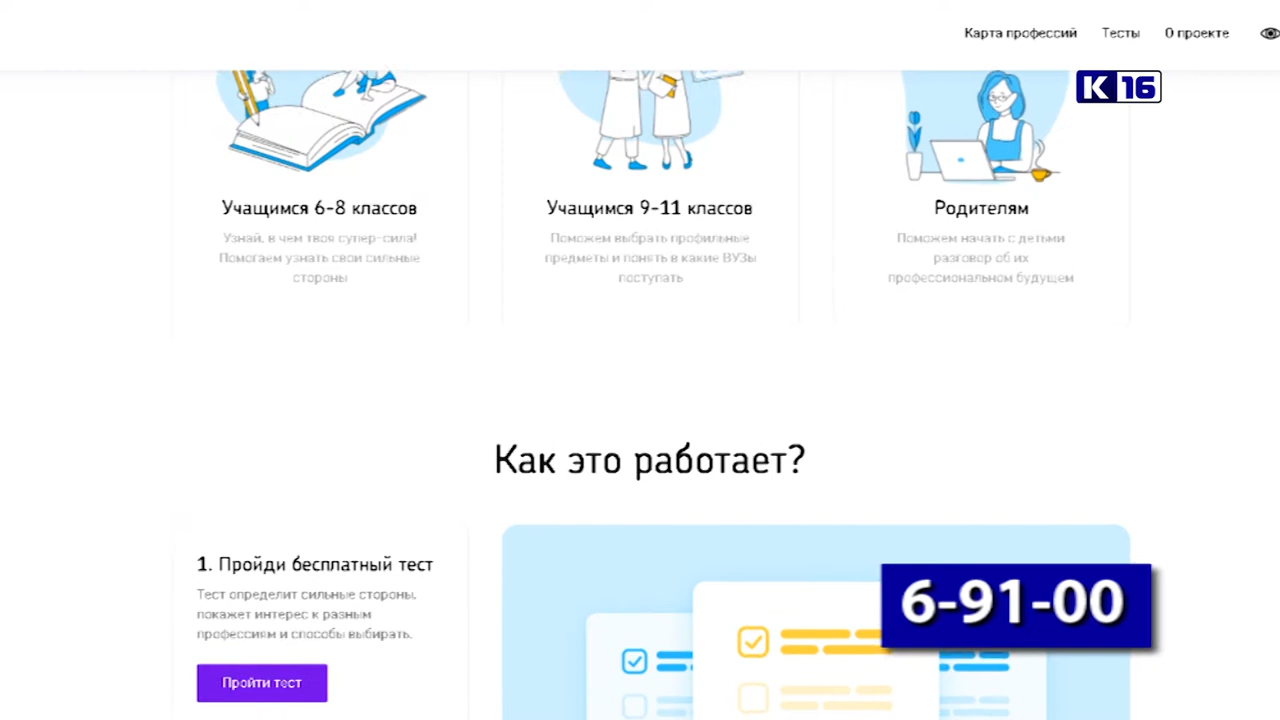 Карта профессий Тесты О проекте
К 16
Учащимся 6-8 классов
Узнай, в чем твоя супер-сила!
Помогаем узнать свои сильные
стороны
Учащимся 9-11 классов
Поможем выбрать профильные
предметы и понять в какие ВУЗы
поступать
Родителям
Поможем начать с детьми
разговор об их
профессиональном будущем
Как это работает?
1. Пройди бесплатный тест
Тест определит сильные стороны,
покажет интерес к разным
профессиям и способы выбирать.
Пройти тест
6-91-00